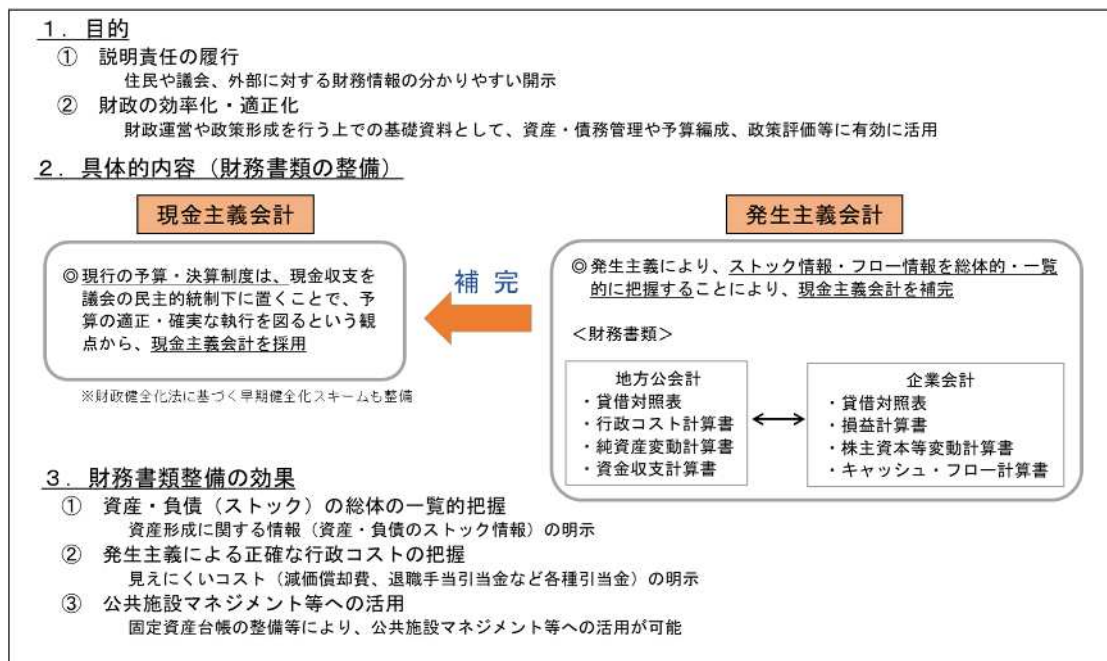 １．目的
① 説明責任の履行
住民や議会、外部に対する財務情報の分かりやすい開示
② 財政の効率化・適正化
財政運営や政策形成を行う上での基礎資料として、資産・債務管理や予算編成、政策評価等に有効に活用
２．具体的内容（財務書類の整備）
現金主義会計
◎現行の予算・決算制度は、現金収支を
議会の民主的統制下に置くことで、予
算の適正・確実な執行を図るという観
点から、現金主義会計を採用
※財政健全化法に基づく早期健全化スキームも整備
補 完
発生主義会計
◎発生主義により、ストック情報・フロー情報を総体的・一覧
的に把握することにより、現金主義会計を補完
＜財務書類＞
地方公会計
・貸借対照表
・行政コスト計算書
・純資産変動計算書
・資金収支計算書
企業会計
・貸借対照表
・損益計算書
・株主資本等変動計算書
・キャッシュ・フロー計算書
３．財務書類整備の効果
① 資産・負債（ストック）の総体の一覧的把握
資産形成に関する情報（資産・負債のストック情報）の明示
② 発生主義による正確な行政コストの把握
見えにくいコスト（減価償却費、退職手当引当金など各種引当金）の明示
③ 公共施設マネジメント等への活用
固定資産台帳の整備等により、公共施設マネジメント等への活用が可能